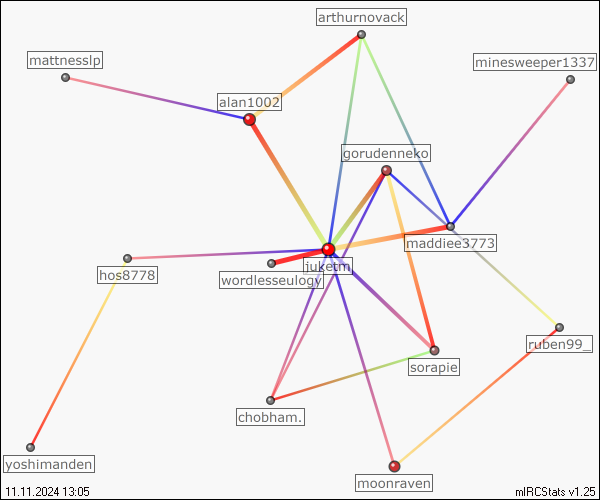 arthurnovack
mattnesslp
minesweeper1337
alan1002
gorudenneko
maddiee3773
juketm
hos8778
wordlesseulogy
ruben99_
sorapie
chobham.
yoshimanden
moonraven
11.11.2024 13:05
mIRCStats v1.25